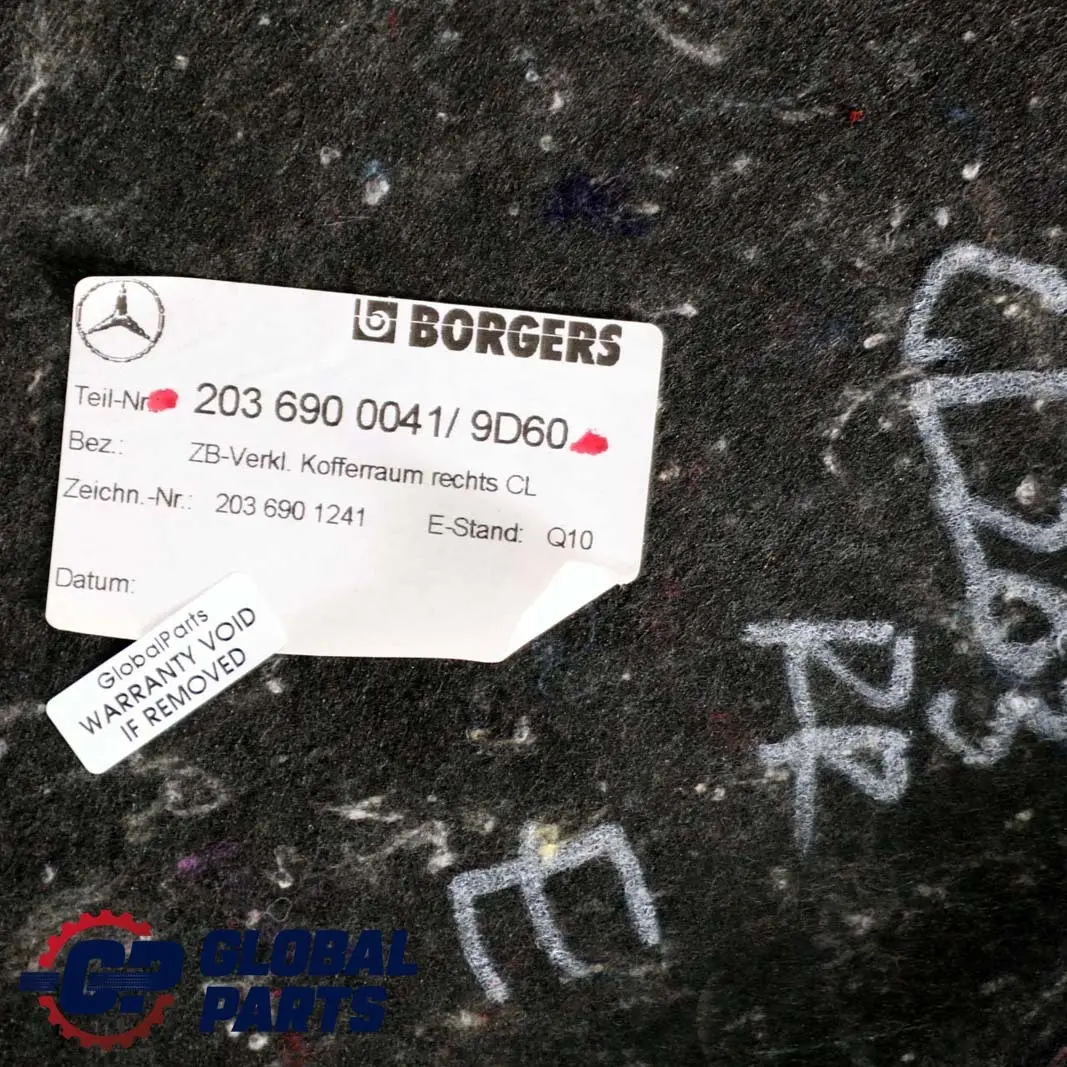 BORGERS
Teil-Nr 203 690 0041/ 9D60
Bez.: ZB-Verkl. Kofferraum rechts CL
Zeichn.-Nr.: 203 690 1241 E-Stand: Q10
Datum:
GlobalParts
WARRANTY VOID
IF REMOVED
E
GP GLOBAL
PARTS